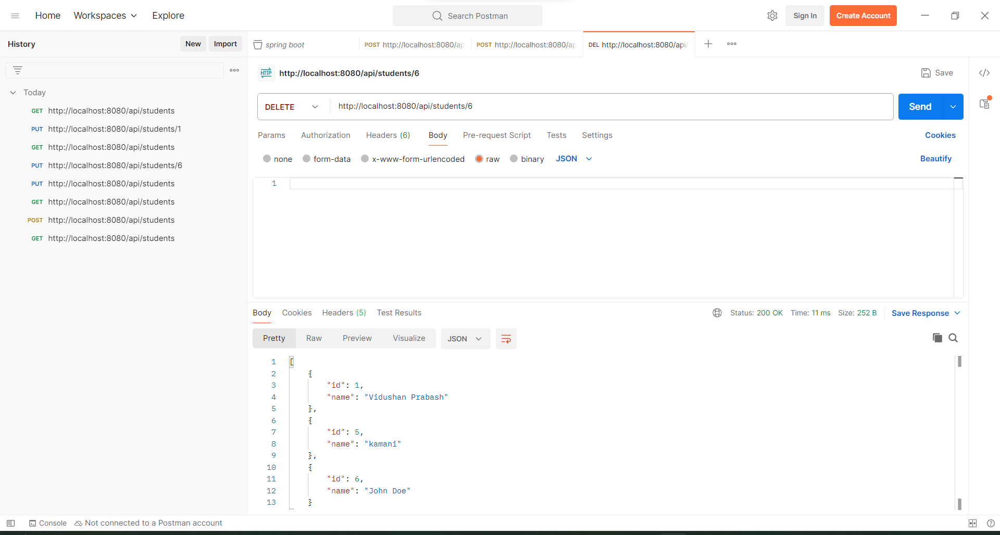 Home Workspaces Explore Search Postman Sign In Create Account
History New Import
spring boot POST http://localhost:8080/ap POST http://localhost:8080/ap DEL http://localhost:8080/api/
HTTP http://localhost:8080/api/students/6 Save
Today
GET http://localhost:8080/api/students
PUT http://localhost:8080/api/students/1
GET http://localhost:8080/api/students
PUT http://localhost:8080/api/students/6
PUT http://localhost:8080/api/students
GET http://localhost:8080/api/students
POST http://localhost:8080/api/students
GET http://localhost:8080/api/students
DELETE http://localhost:8080/api/students/6 Send
Params Authorization Headers (6) Body Pre-request Script Tests Settings Cookies
none form-data x-www-form-urlencoded raw binary JSON Beautify
1
Body Cookies Headers (5) Test Results Status: 200 OK Time: 11 ms Size: 252 B Save Response
Pretty Raw Preview Visualize JSON
1 [
2 {
3 "id": 1,
4 "name": "Vidushan Prabash"
5 },
6 {
7 "id": 5,
8 "name": "kamani"
9 },
10 {
11 "id": 6,
12 "name": "John Doe"
13 }
Console Not connected to a Postman account